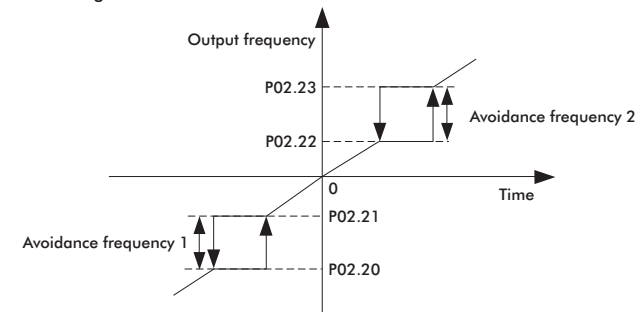 Output frequency
P02.23
Avoidance frequency 2
P02.22
0
Time
P02.21
Avoidance frequency 1
P02.20